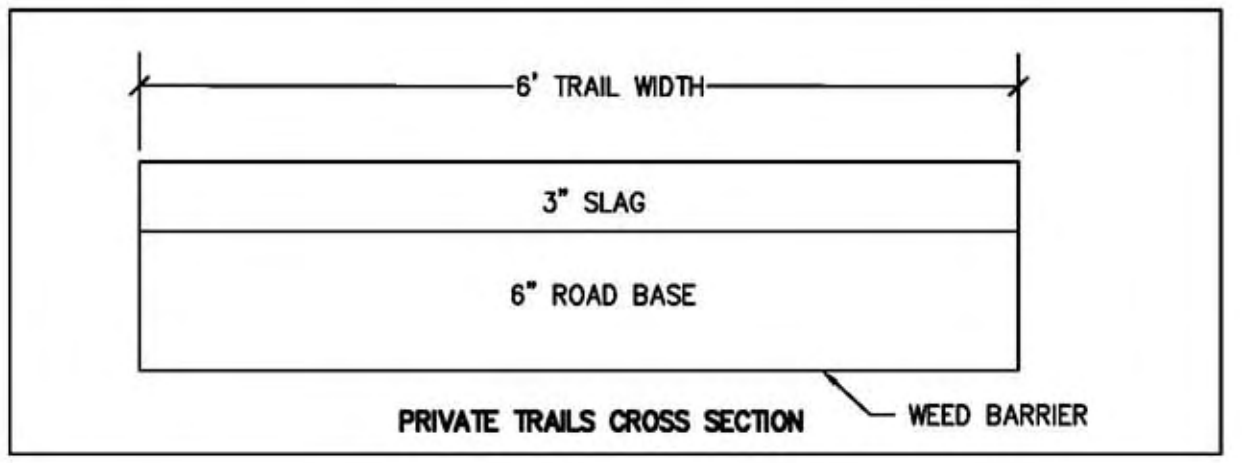 6' TRAIL WIDTH
3" SLAG
6" ROAD BASE
WEED BARRIER
PRIVATE TRAILS CROSS SECTION